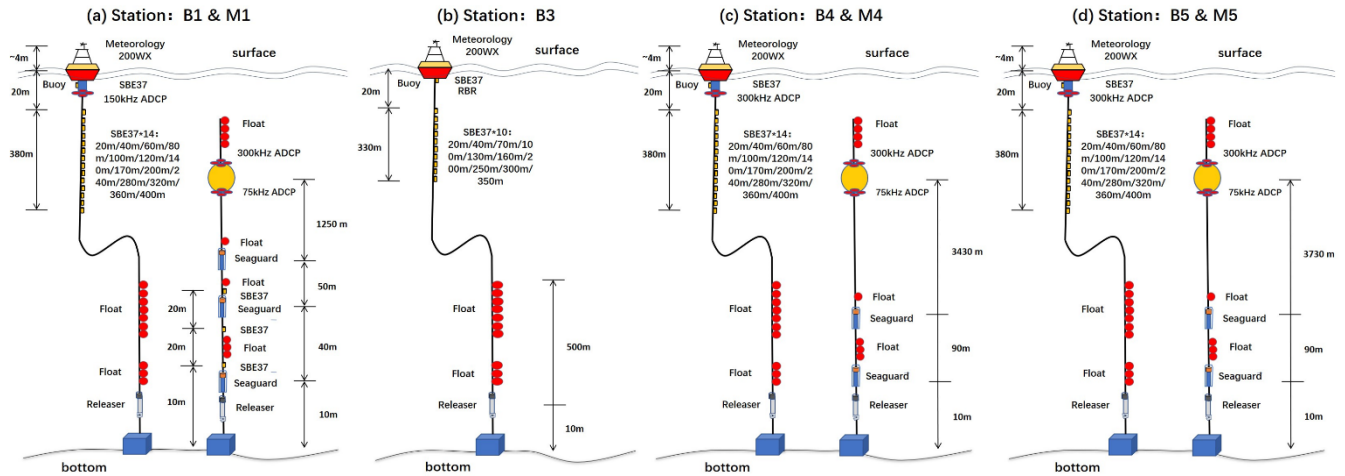 (a) Station：B1 & M1
Meteorology
200WX
surface
~4m
20m
Buoy
SBE37
150kHz ADCP
380m
SBE37*14：
20m/40m/60m/80
m/100m/120m/14
0m/170m/200m/2
40m/280m/320m/
360m/400m
Float
300kHz ADCP
75kHz ADCP
1250 m
Float
Seaguard
50m
Float
SBE37
Seaguard
20m
Float
SBE37
20m
Float
40m
SBE37
Seaguard
Float
10m
Releaser
Releaser
10m
bottom
(b) Station：B3
Meteorology
200WX
surface
20m
Buoy
SBE37
RBR
330m
SBE37*10：
20m/40m/70m/10
0m/130m/160m/2
00m/250m/300m/
350m
Float
500m
Float
Releaser
10m
bottom
(c) Station：B4 & M4
Meteorology
200WX
surface
~4m
20m
Buoy
SBE37
300kHz ADCP
380m
SBE37*14：
20m/40m/60m/80
m/100m/120m/14
0m/170m/200m/2
40m/280m/320m/
360m/400m
Float
300kHz ADCP
75kHz ADCP
3430 m
Float
Float
Seaguard
Float
90m
Float
Seaguard
Releaser
Releaser
10m
bottom
(d) Station：B5 & M5
Meteorology
200WX
surface
~4m
20m
Buoy
SBE37
300kHz ADCP
380m
SBE37*14：
20m/40m/60m/80
m/100m/120m/14
0m/170m/200m/2
40m/280m/320m/
360m/400m
Float
300kHz ADCP
75kHz ADCP
3730 m
Float
Float
Seaguard
Float
90m
Float
Seaguard
Releaser
Releaser
10m
bottom